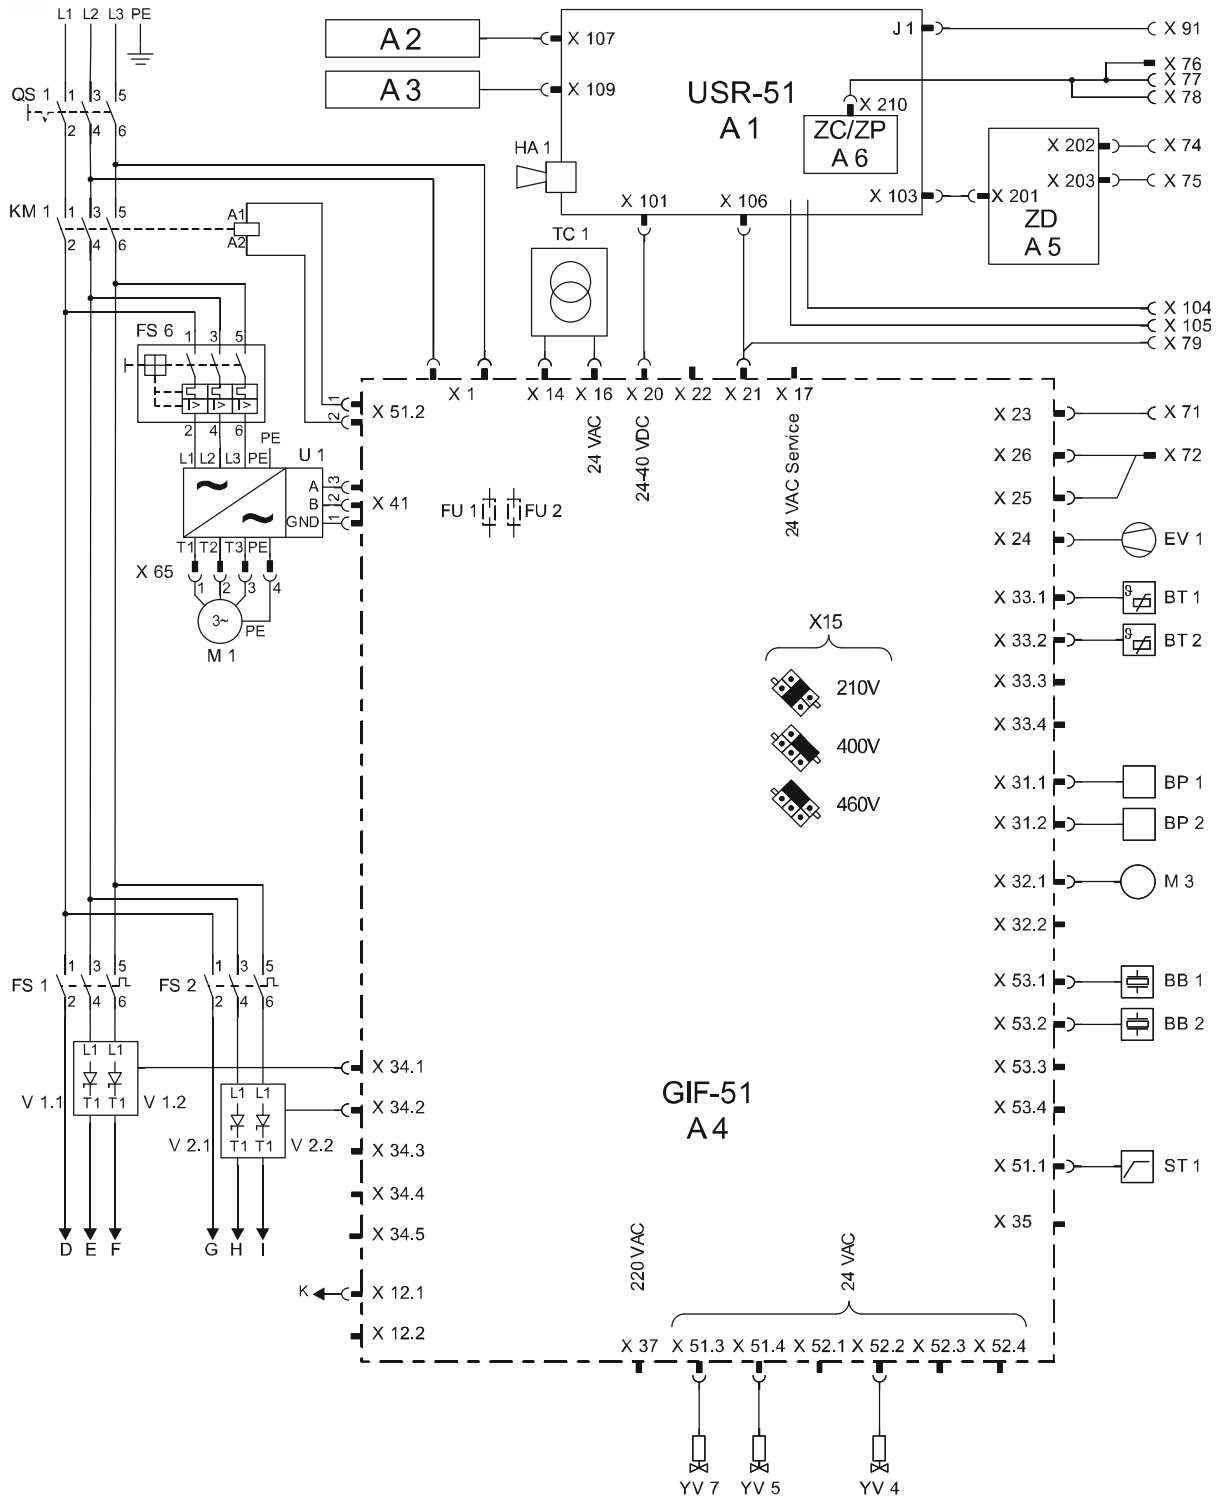 L1 L2 L3 PE
A 2
X 107
J 1
X 91
A 3
X 109
USR-51
A 1
X 76
X 77
X 78
QS 1
1 3 5
2 4 6
X 210
ZC/ZP
A 6
HA 1
X 202
X 74
X 203
X 75
X 101
X 106
X 103
X 201
ZD
A 5
KM 1
1 3 5
2 4 6
A1
A2
TC 1
X 104
X 105
X 79
FS 6
1 3 5
I> I> I>
2 4 6
PE
L1 L2 L3 PE
U 1
A 3
B 2
GND 1
T1 T2 T3 PE
X 65
1 2 3 4
3~
PE
M 1
1
2
X 51.2
X 41
X 1
X 14
X 16
X 20
X 22
X 21
X 17
24 VAC
24-40 VDC
24 VAC Service
FU 1
FU 2
X 23
X 71
X 26
X 72
X 25
X 24
EV 1
X 33.1
ϑ
BT 1
X 33.2
ϑ
BT 2
X 33.3
X 33.4
X15
210V
400V
460V
X 31.1
BP 1
X 31.2
BP 2
X 32.1
M 3
X 32.2
X 53.1
BB 1
X 53.2
BB 2
X 53.3
X 53.4
X 51.1
ST 1
X 35
FS 1
1 3 5
2 4 6
FS 2
1 3 5
2 4 6
L1 L1
T1 T1
V 1.1
V 1.2
L1 L1
T1 T1
V 2.1
V 2.2
X 34.1
X 34.2
X 34.3
X 34.4
X 34.5
D E F
G H I
K
X 12.1
X 12.2
GIF-51
A 4
220 VAC
24 VAC
X 37
X 51.3
X 51.4
X 52.1
X 52.2
X 52.3
X 52.4
YV 7
YV 5
YV 4